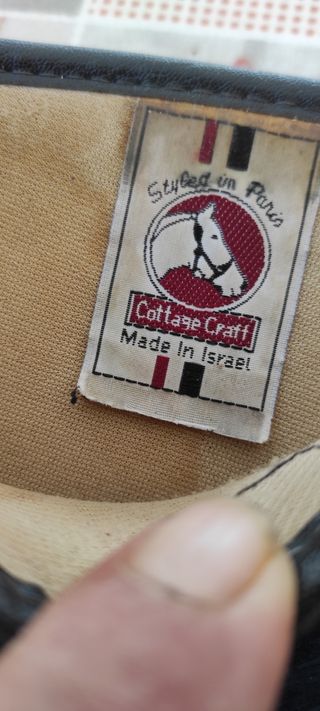 Styled in Paris
Cottage Craft
Made In Israel